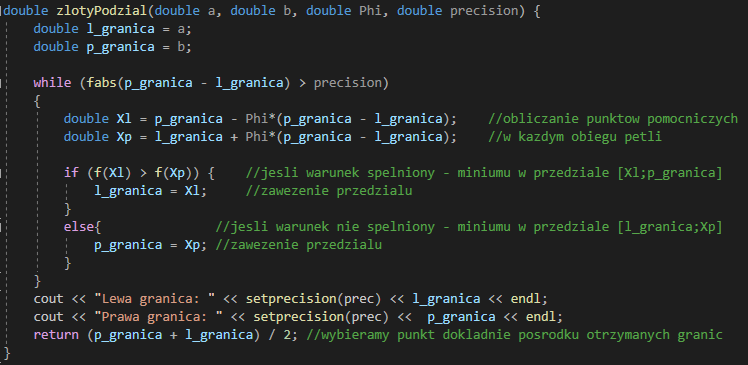 double zlotyPodzial(double a, double b, double Phi, double precision) {
double l_granica = a;
double p_granica = b;
while (fabs(p_granica - l_granica) > precision)
{
double Xl = p_granica - Phi*(p_granica - l_granica); //obliczanie punktow pomocniczych
double Xp = l_granica + Phi*(p_granica - l_granica); //w kazdym obiegu petli
if (f(Xl) > f(Xp)) { //jesli warunek spelniony - miniumu w przedziale [Xl;p_granica]
l_granica = Xl; //zawezenie przedzialu
}
else{ //jesli warunek nie spelniony - miniumu w przedziale [l_granica;Xp]
p_granica = Xp; //zawezenie przedzialu
}
}
cout << "Lewa granica: " << setprecision(prec) << l_granica << endl;
cout << "Prawa granica: " << setprecision(prec) << p_granica << endl;
return (p_granica + l_granica) / 2; //wybieramy punkt dokladnie posrodku otrzymanych granic
}